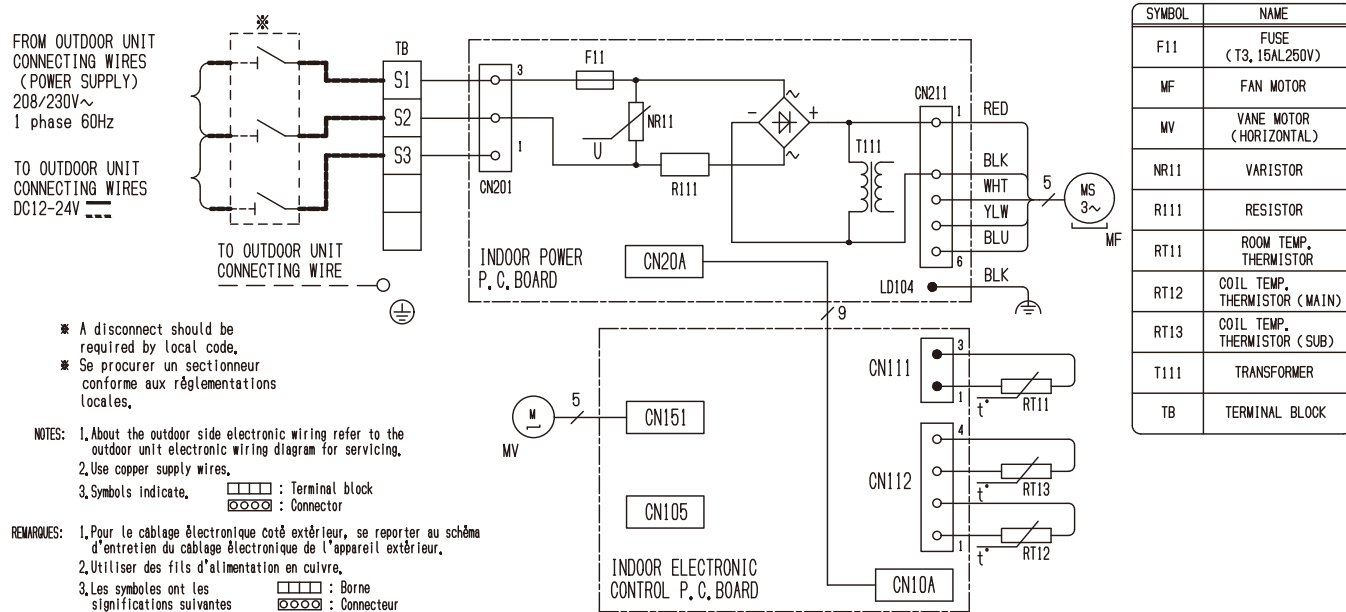 ※
FROM OUTDOOR UNIT
CONNECTING WIRES
(POWER SUPPLY)
208/230V~
1 phase 60Hz
TO OUTDOOR UNIT
CONNECTING WIRES
DC12-24V
TO OUTDOOR UNIT
CONNECTING WIRE
TB
S1
S2
S3
CN201
3
1
F11
NR11
U
R111
-
+
~
~
T111
CN211
1
6
RED
BLK
WHT
YLW
BLU
5
MS
3~
MF
INDOOR POWER
P.C.BOARD
CN20A
LD104
BLK
9
※ A disconnect should be
required by local code.
※ Se procurer un sectionneur
conforme aux réglementations
locales.
NOTES: 1.About the outdoor side electronic wiring refer to the
outdoor unit electronic wiring diagram for servicing.
2.Use copper supply wires.
3.Symbols indicate. : Terminal block
: Connector
REMARQUES: 1.Pour le câblage électronique côté extérieur, se reporter au schéma
d'entretien du câblage électronique de l'appareil extérieur.
2.Utiliser des fils d'alimentation en cuivre.
3.Les symboles ont les : Borne
significations suivantes : Connecteur
M
MV
5
CN151
CN105
INDOOR ELECTRONIC
CONTROL P.C.BOARD
CN10A
CN111
3
1
t°
RT11
CN112
4
1
t°
RT13
t°
RT12
SYMBOL NAME
F11 FUSE
(T3.15AL250V)
MF FAN MOTOR
MV VANE MOTOR
(HORIZONTAL)
NR11 VARISTOR
R111 RESISTOR
RT11 ROOM TEMP.
THERMISTOR
RT12 COIL TEMP.
THERMISTOR(MAIN)
RT13 COIL TEMP.
THERMISTOR(SUB)
T111 TRANSFORMER
TB TERMINAL BLOCK